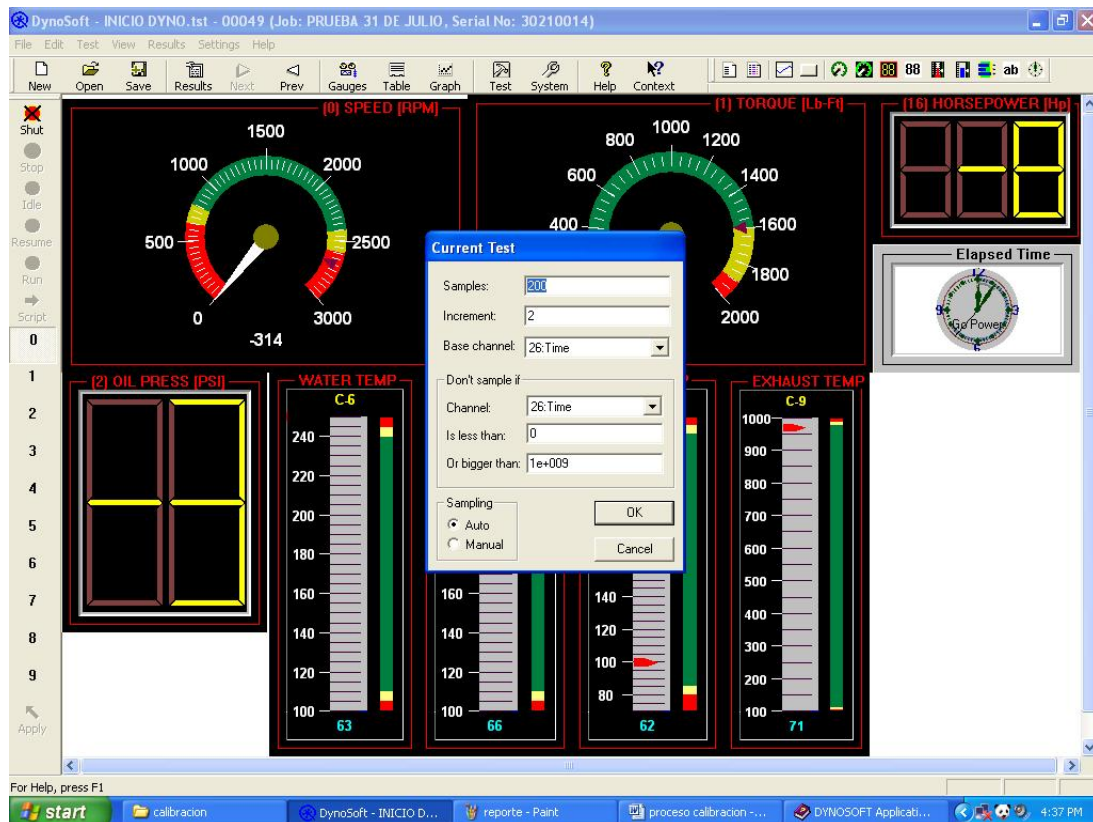 DynoSoft - INICIO DYNO.tst - 00049 (Job: PRUEBA 31 DE JULIO, Serial No: 30210014)
File Edit Test View Results Settings Help
New Open Save Results Next Prev Gauges Table Graph Test System Help Context
88 88 ab
Shut
Stop
Idle
Resume
Run
Script
0
1
2
3
4
5
6
7
8
9
Apply
(0) SPEED [RPM]
0 500 1000 1500 2000 2500 3000
-314
(1) TORQUE [Lb-Ft]
400 600 800 1000 1200 1400 1600 1800 2000
(16) HORSEPOWER [Hp]
-3
Elapsed Time
12
9 3
Go Power
6
Current Test
Samples: 200
Increment: 2
Base channel: 26:Time
Don't sample if
Channel: 26:Time
Is less than: 0
Or bigger than: 1e+009
Sampling
Auto
Manual
OK
Cancel
(2) OIL PRESS [PSI]
-3
WATER TEMP
C-6
240
220
200
180
160
140
120
100
63
160
140
120
100
66
140
120
100
80
62
EXHAUST TEMP
C-9
1000
900
800
700
600
500
400
300
200
100
71
For Help, press F1
start calibracion DynoSoft - INICIO D... reporte - Paint proceso calibracion -... DYNOSOFT Applicati... 4:37 PM